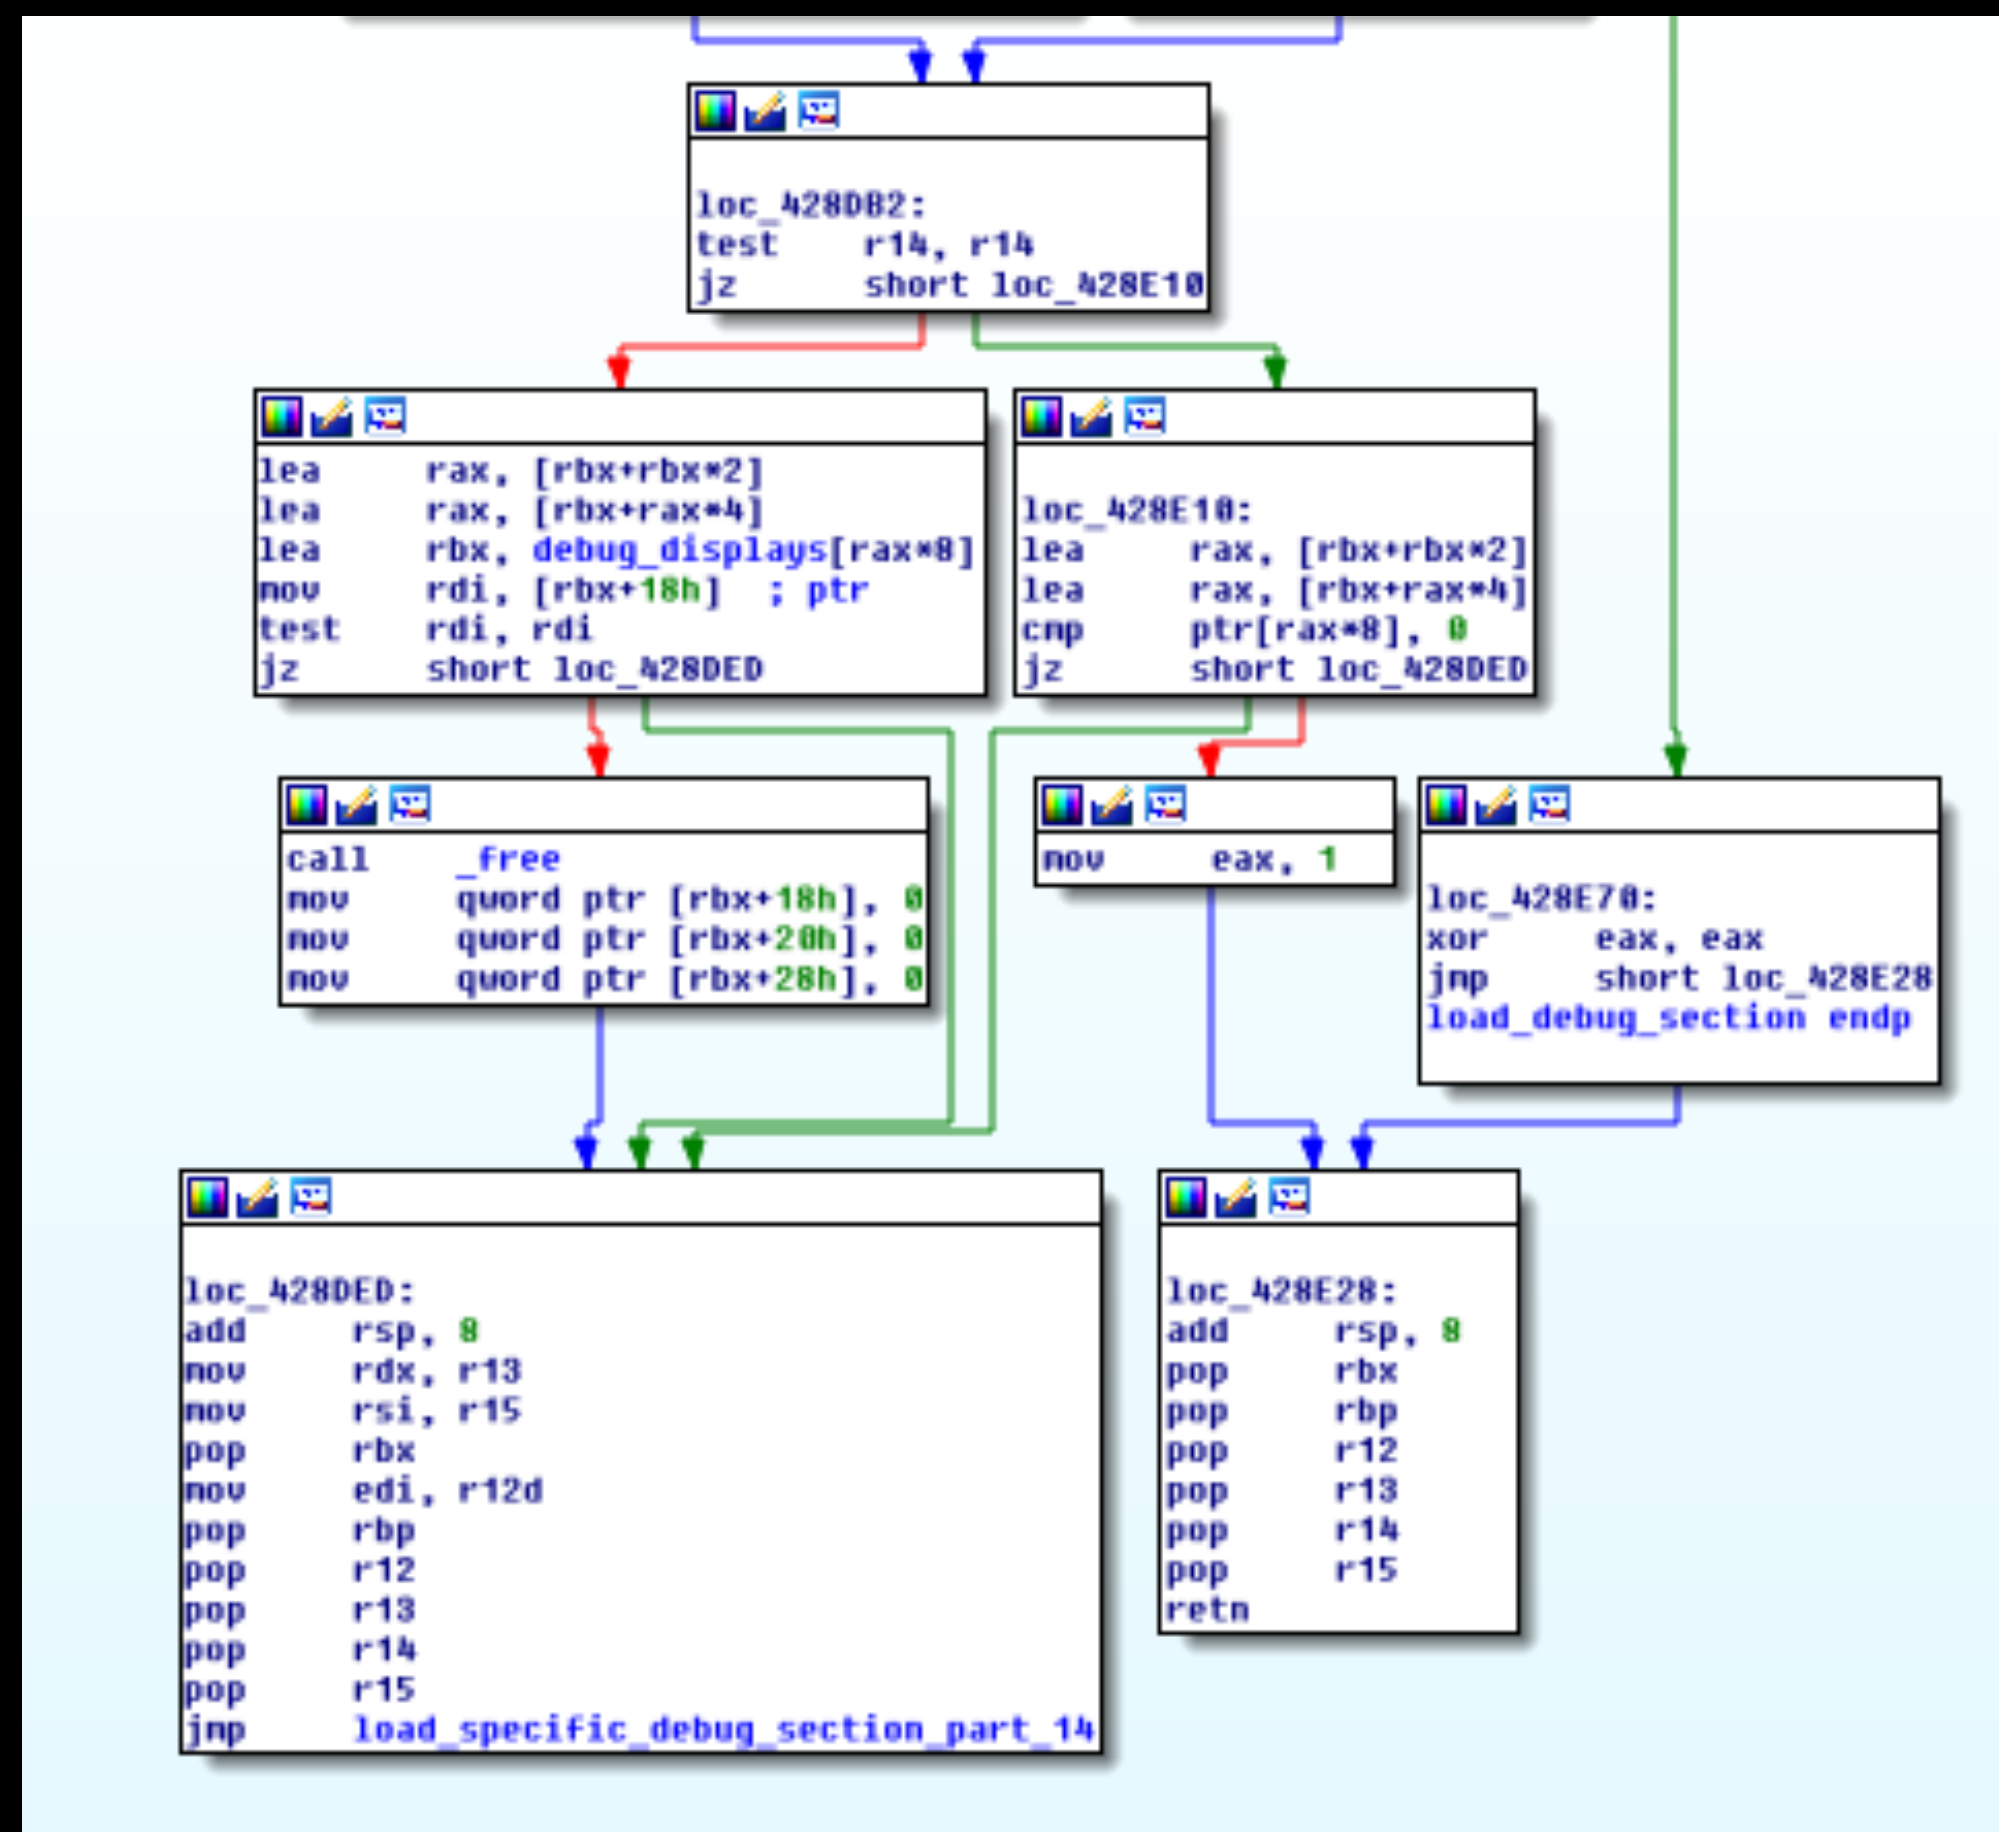 loc_428DB2:
test r14, r14
jz short loc_428E10
lea rax, [rbx+rbx*2]
lea rax, [rbx+rax*4]
lea rbx, debug_displays[rax*8]
mov rdi, [rbx+18h] ; ptr
test rdi, rdi
jz short loc_428DED
loc_428E10:
lea rax, [rbx+rbx*2]
lea rax, [rbx+rax*4]
cmp ptr[rax*8], 0
jz short loc_428DED
call _free
mov qword ptr [rbx+18h], 0
mov qword ptr [rbx+20h], 0
mov qword ptr [rbx+28h], 0
mov eax, 1
loc_428E70:
xor eax, eax
jmp short loc_428E28
load_debug_section endp
loc_428DED:
add rsp, 8
mov rdx, r13
mov rsi, r15
pop rbx
mov edi, r12d
pop rbp
pop r12
pop r13
pop r14
pop r15
jmp load_specific_debug_section_part_14
loc_428E28:
add rsp, 8
pop rbx
pop rbp
pop r12
pop r13
pop r14
pop r15
retn